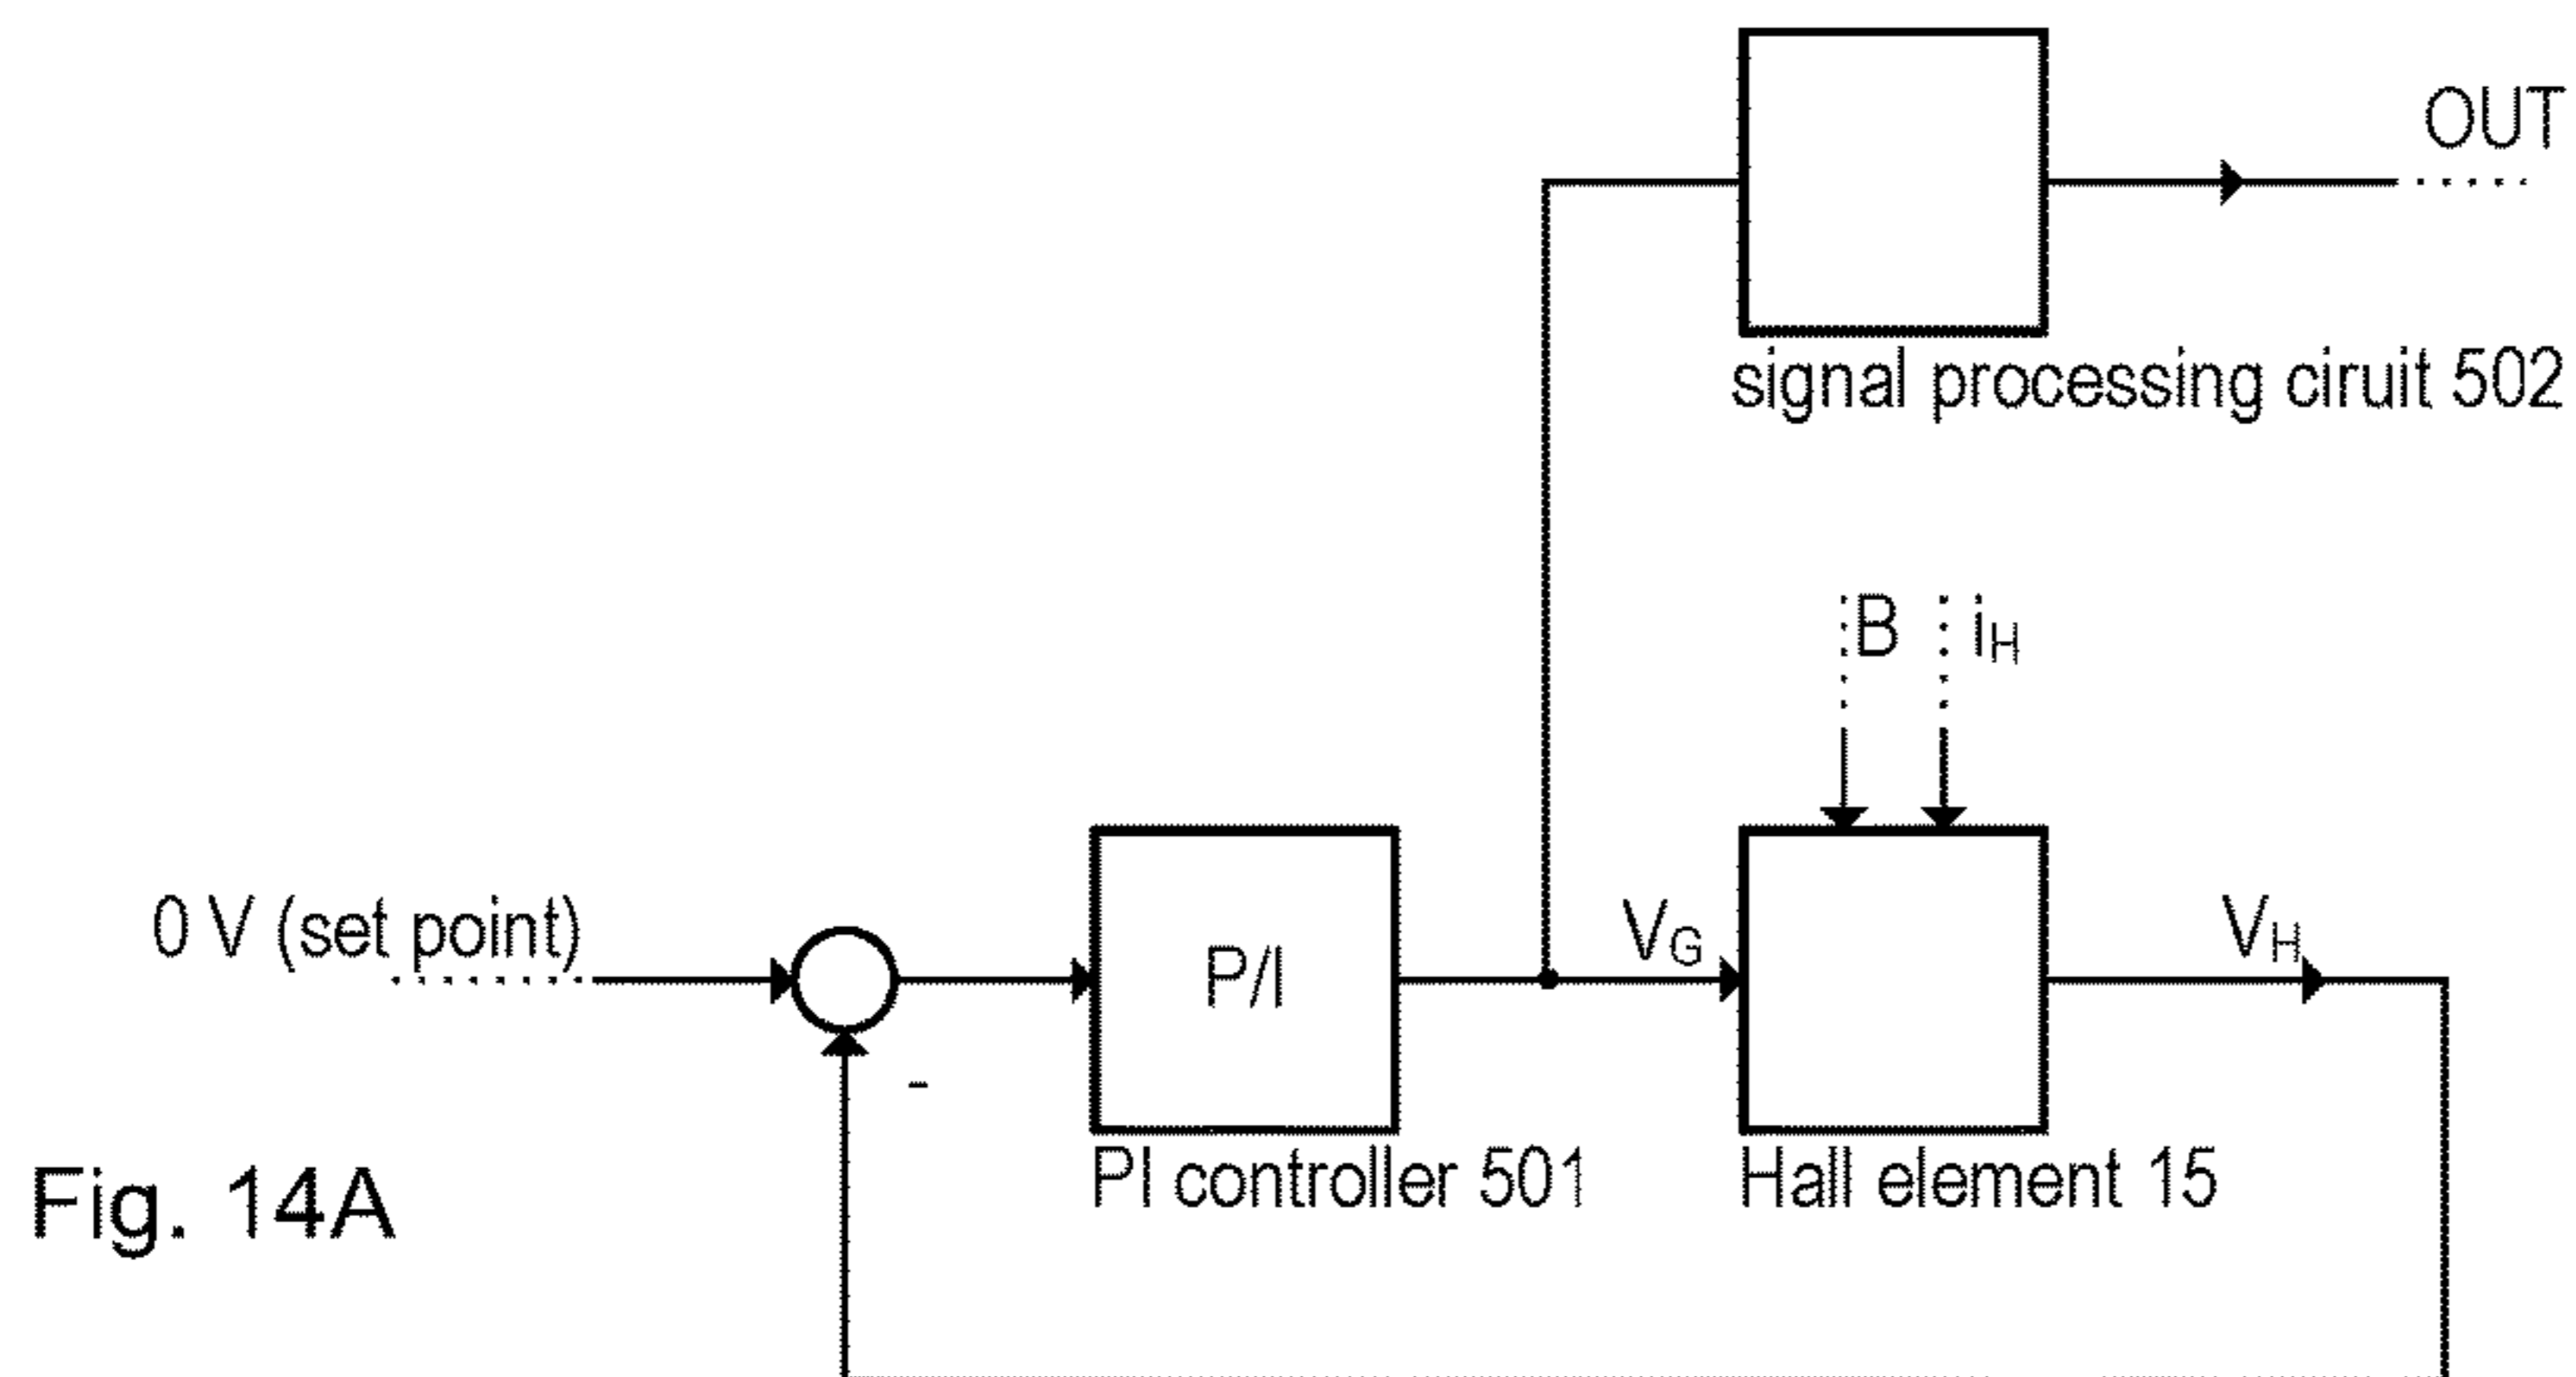 OUT
signal processing ciruit 502
B iH
0 V (set point)
P/I
VG
VH
-
PI controller 501
Hall element 15
Fig. 14A